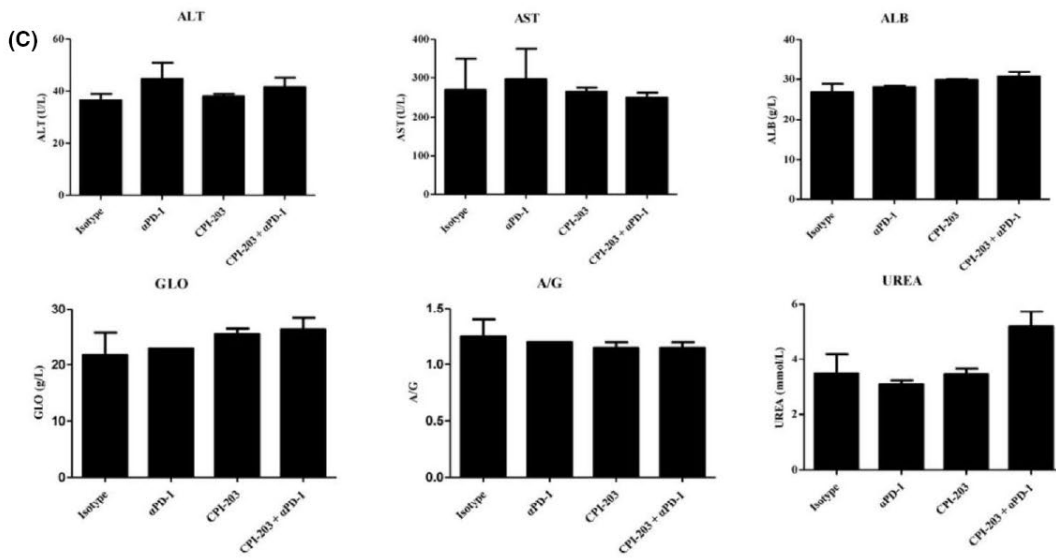 (C)
ALT
ALT (U/L)
60
40
20
0
Isotype
αPD-1
CPI-203
CPI-203 + αPD-1
AST
AST (U/L)
400
300
200
100
0
Isotype
αPD-1
CPI-203
CPI-203 + αPD-1
ALB
ALB (g/L)
40
30
20
10
0
Isotype
αPD-1
CPI-203
CPI-203 + αPD-1
GLO
GLO (g/L)
30
20
10
0
Isotype
αPD-1
CPI-203
CPI-203 + αPD-1
A/G
A/G
1.5
1.0
0.5
0.0
Isotype
αPD-1
CPI-203
CPI-203 + αPD-1
UREA
UREA (mmol/L)
6
4
2
0
Isotype
αPD-1
CPI-203
CPI-203 + αPD-1